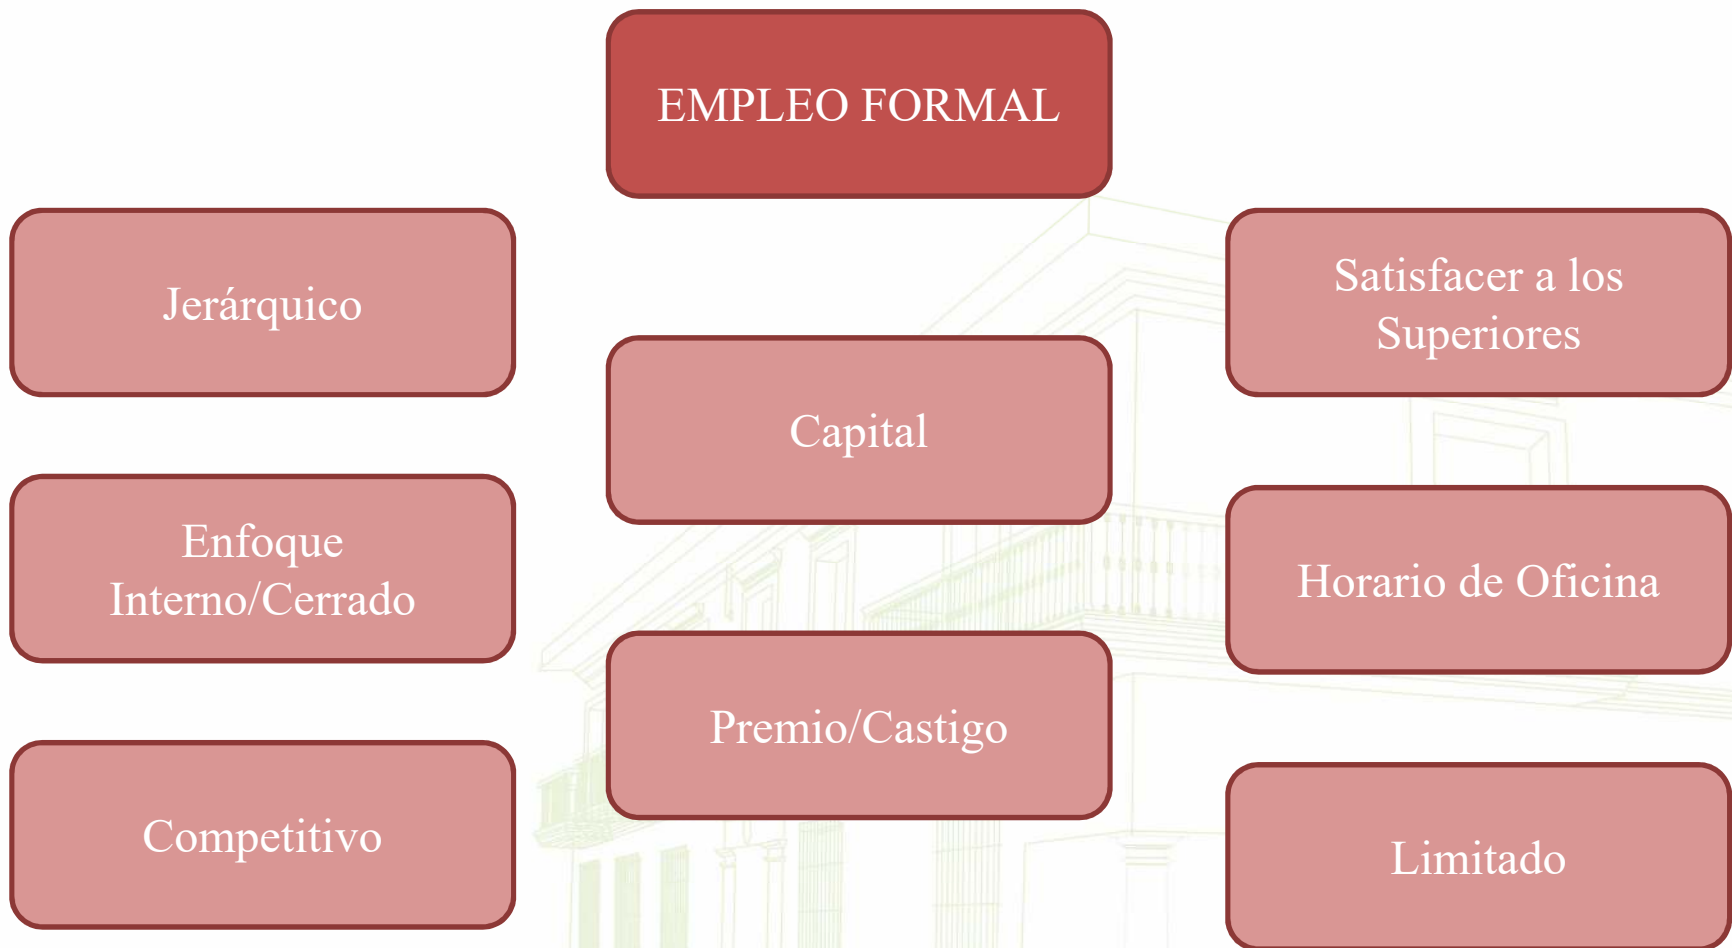 EMPLEO FORMAL
Jerárquico
Enfoque
Interno/Cerrado
Competitivo
Capital
Premio/Castigo
Satisfacer a los
Superiores
Horario de Oficina
Limitado